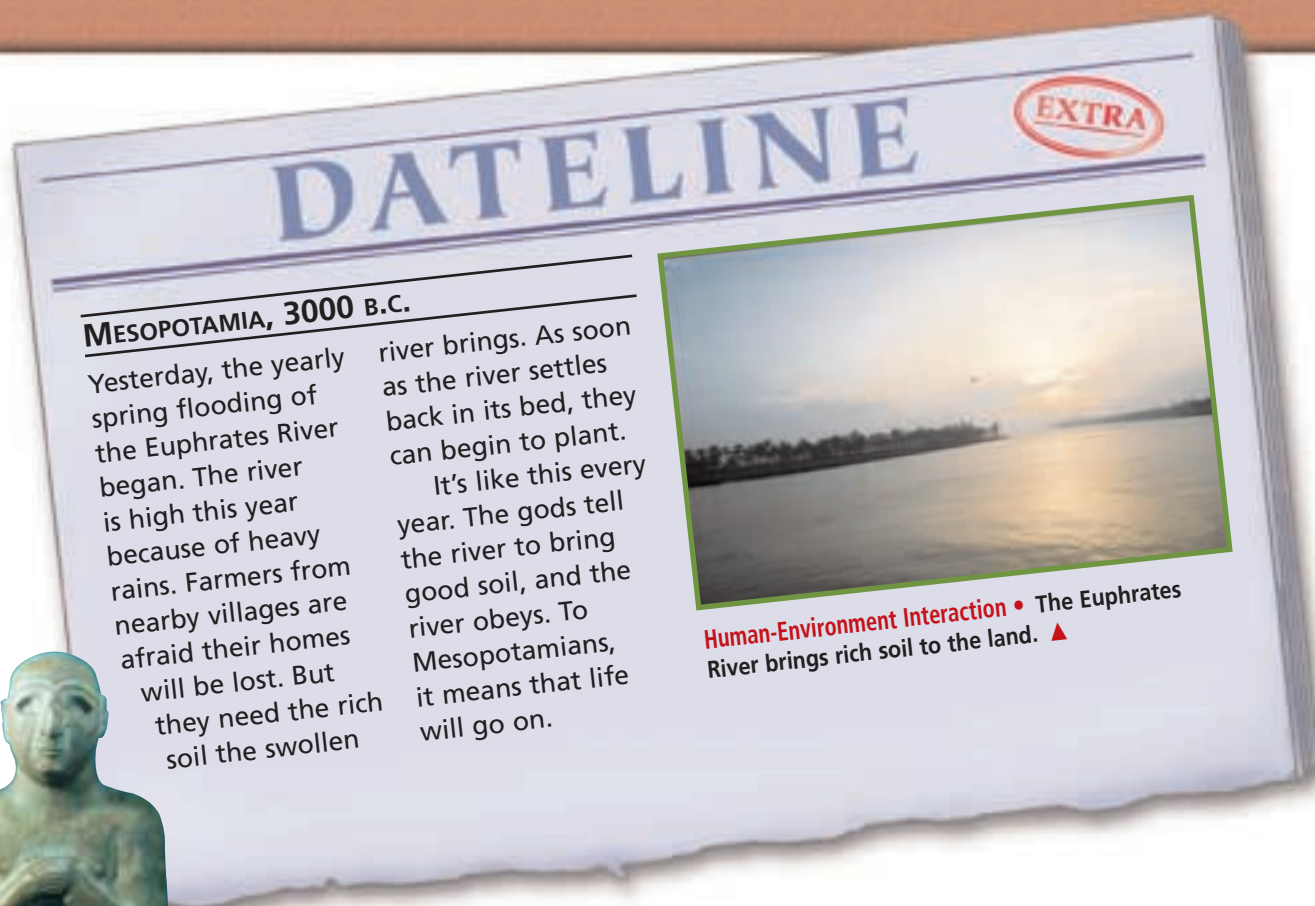 DATELINE
EXTRA
MESOPOTAMIA, 3000 B.C.
Yesterday, the yearly
spring flooding of
the Euphrates River
began. The river
is high this year
because of heavy
rains. Farmers from
nearby villages are
afraid their homes
will be lost. But
they need the rich
soil the swollen
river brings. As soon
as the river settles
back in its bed, they
can begin to plant.
It's like this every
year. The gods tell
the river to bring
good soil, and the
river obeys. To
Mesopotamians,
it means that life
will go on.
Human-Environment Interaction • The Euphrates
River brings rich soil to the land. ▲